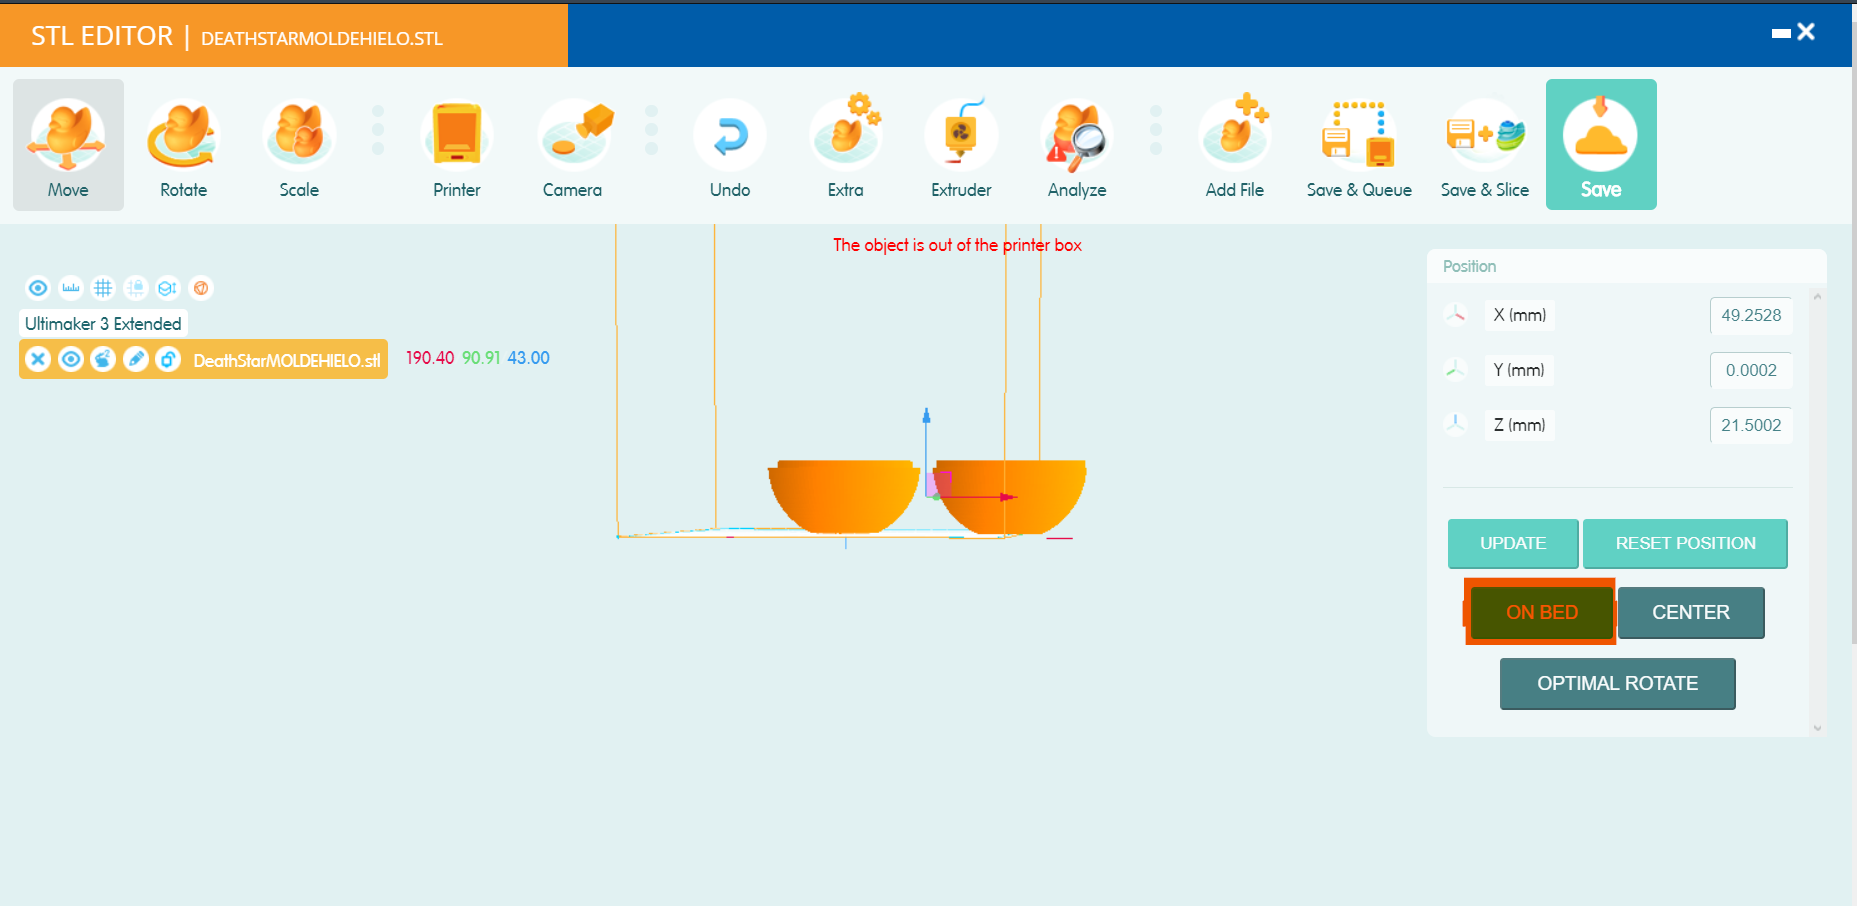 STL EDITOR | DEATHSTARMOLDEHIELO.STL
Move Rotate Scale Printer Camera Undo Extra Extruder Analyze Add File Save & Queue Save & Slice Save
The object is out of the printer box
Ultimaker 3 Extended
DeathStarMOLDEHIELO.stl 190.40 90.91 43.00
Position
X (mm) 49.2528
Y (mm) 0.0002
Z (mm) 21.5002
UPDATE RESET POSITION
ON BED CENTER
OPTIMAL ROTATE